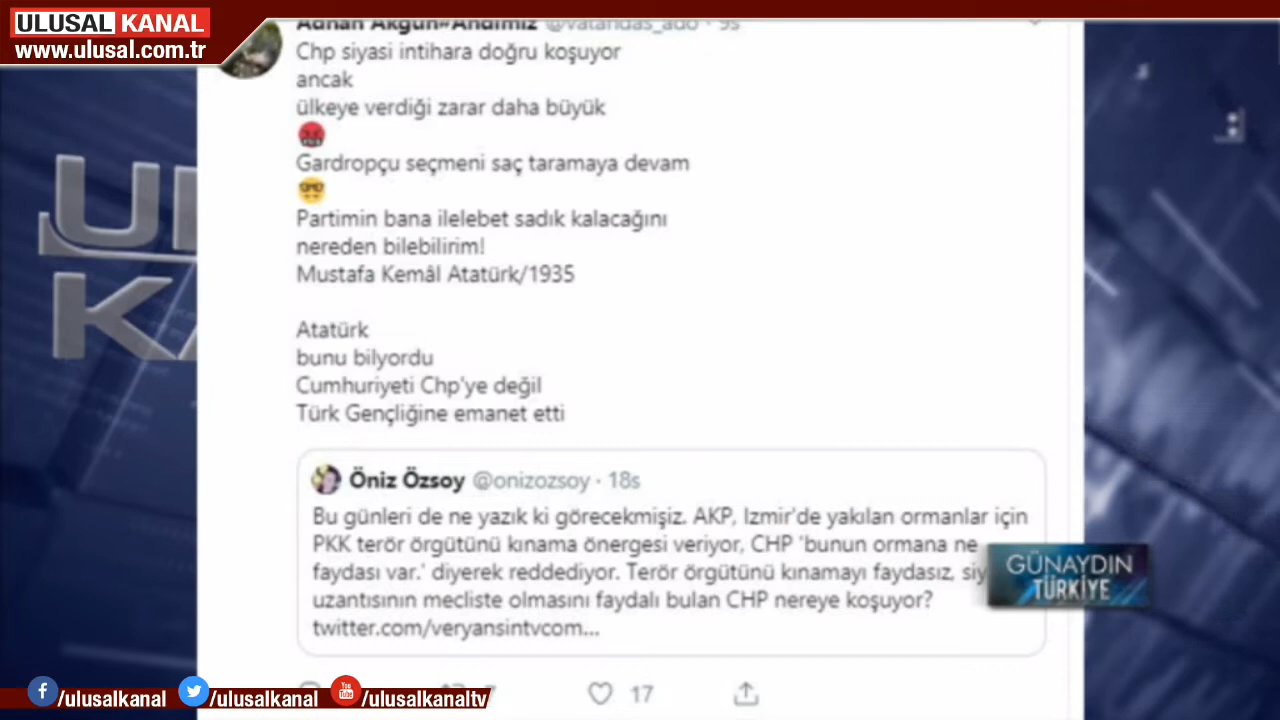 ULUSAL KANAL
www.ulusal.com.tr
Adnan Akgün#Andımız @vatandas_ado · 9s
Chp siyasi intihara doğru koşuyor
ancak
ülkeye verdiği zarar daha büyük
Gardropçu seçmeni saç taramaya devam
Partimin bana ilelebet sadık kalacağını
nereden bilebilirim!
Mustafa Kemâl Atatürk/1935
Atatürk
bunu bilyordu
Cumhuriyeti Chp'ye değil
Türk Gençliğine emanet etti
Öniz Özsoy @onizozsoy · 18s
Bu günleri de ne yazık ki görecekmişiz. AKP, Izmir'de yakılan ormanlar için
PKK terör örgütünü kınama önergesi veriyor, CHP 'bunun ormana ne
faydası var.' diyerek reddediyor. Terör örgütünü kınamayı faydasız, siy
uzantısının mecliste olmasını faydalı bulan CHP nereye koşuyor?
twitter.com/veryansintvcom...
GÜNAYDIN
TÜRKİYE
17
/ulusalkanal /ulusalkanal /ulusalkanaltv